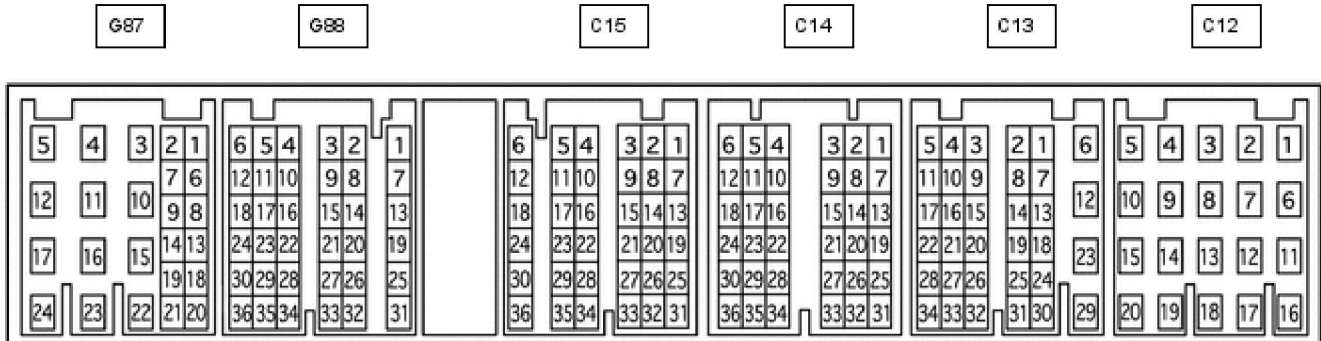 G87 G88 C15 C14 C13 C12
5 4 3 2 1 6 5 4 3 2 1 6 5 4 3 2 1 6 5 4 3 2 1 5 4 3 2 1 6 5 4 3 2 1
7 6 12 11 10 9 8 7 12 11 10 9 8 7 12 11 10 9 8 7 11 10 9 8 7
12 11 10 9 8 18 17 16 15 14 13 18 17 16 15 14 13 18 17 16 15 14 13 17 16 15 14 13 12 10 9 8 7 6
17 16 15 14 13 24 23 22 21 20 19 24 23 22 21 20 19 24 23 22 21 20 19 22 21 20 19 18 23 15 14 13 12 11
19 18 30 29 28 27 26 25 30 29 28 27 26 25 30 29 28 27 26 25 28 27 26 25 24
24 23 22 21 20 36 35 34 33 32 31 36 35 34 33 32 31 36 35 34 33 32 31 34 33 32 31 30 29 20 19 18 17 16